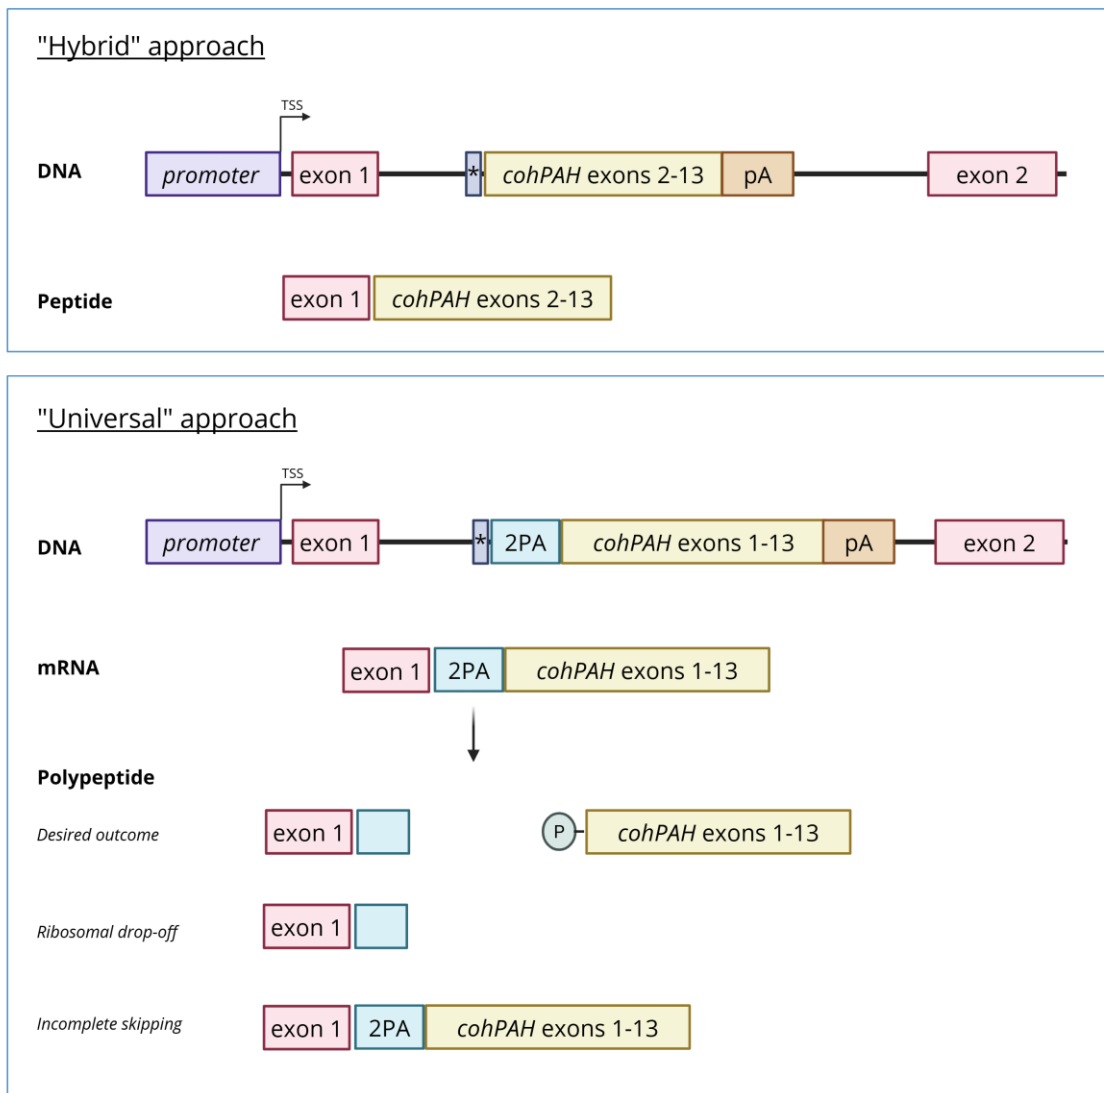 "Hybrid" approach
TSS
DNA
promoter
exon 1
*
cohPAH exons 2-13
pA
exon 2
Peptide
exon 1
cohPAH exons 2-13
"Universal" approach
TSS
DNA
promoter
exon 1
*
2PA
cohPAH exons 1-13
pA
exon 2
mRNA
exon 1
2PA
cohPAH exons 1-13
Polypeptide
Desired outcome
exon 1
P
cohPAH exons 1-13
Ribosomal drop-off
exon 1
Incomplete skipping
exon 1
2PA
cohPAH exons 1-13